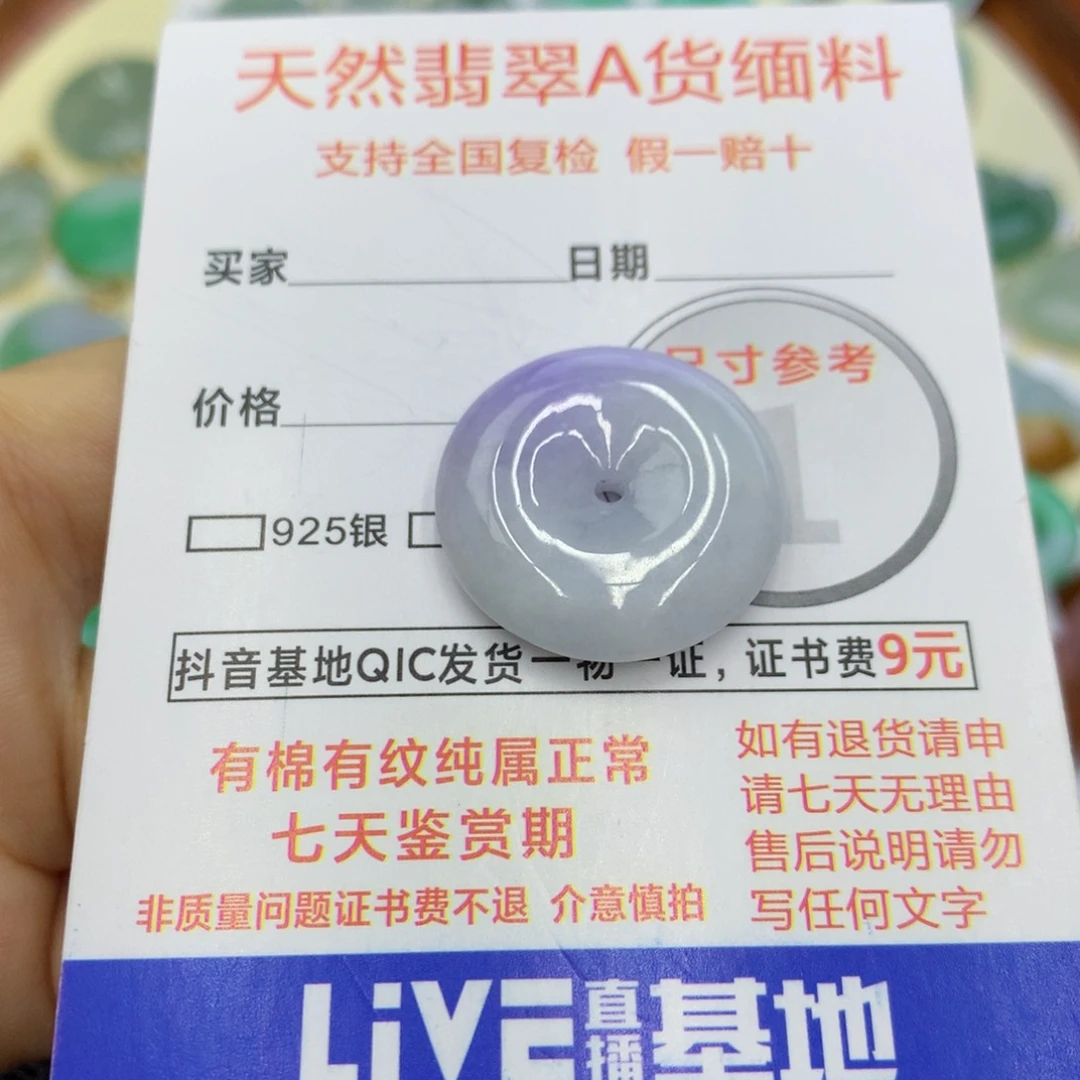 天然翡翠A货缅料
支持全国复检 假一赔十
买家 日期
尺寸参考
价格
925银
抖音基地QIC发货一物一证，证书费9元
有棉有纹纯属正常
七天鉴赏期
非质量问题证书费不退 介意慎拍
如有退货请申
请七天无理由
售后说明请勿
写任何文字
LiVE直播基地